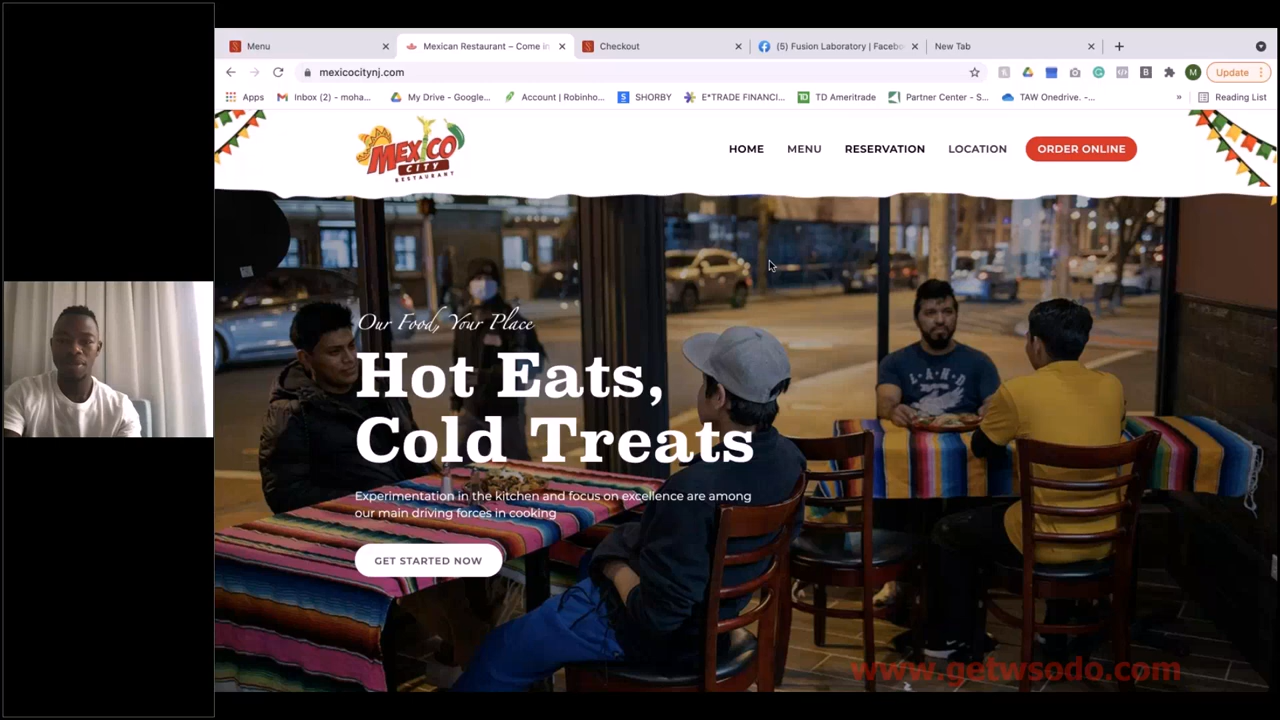 Menu
Mexican Restaurant – Come in
Checkout
(5) Fusion Laboratory | Facebo
New Tab
mexicocitynj.com
M
Update
Apps
Inbox (2) - moha...
My Drive - Google...
Account | Robinho...
SHORBY
E*TRADE FINANCI...
TD Ameritrade
Partner Center - S...
TAW Onedrive. -...
»
Reading List
MEXICO
CITY
RESTAURANT
HOME
MENU
RESERVATION
LOCATION
ORDER ONLINE
Our Food, Your Place
Hot Eats,
Cold Treats
Experimentation in the kitchen and focus on excellence are among
our main driving forces in cooking
GET STARTED NOW
www.getwsodo.com